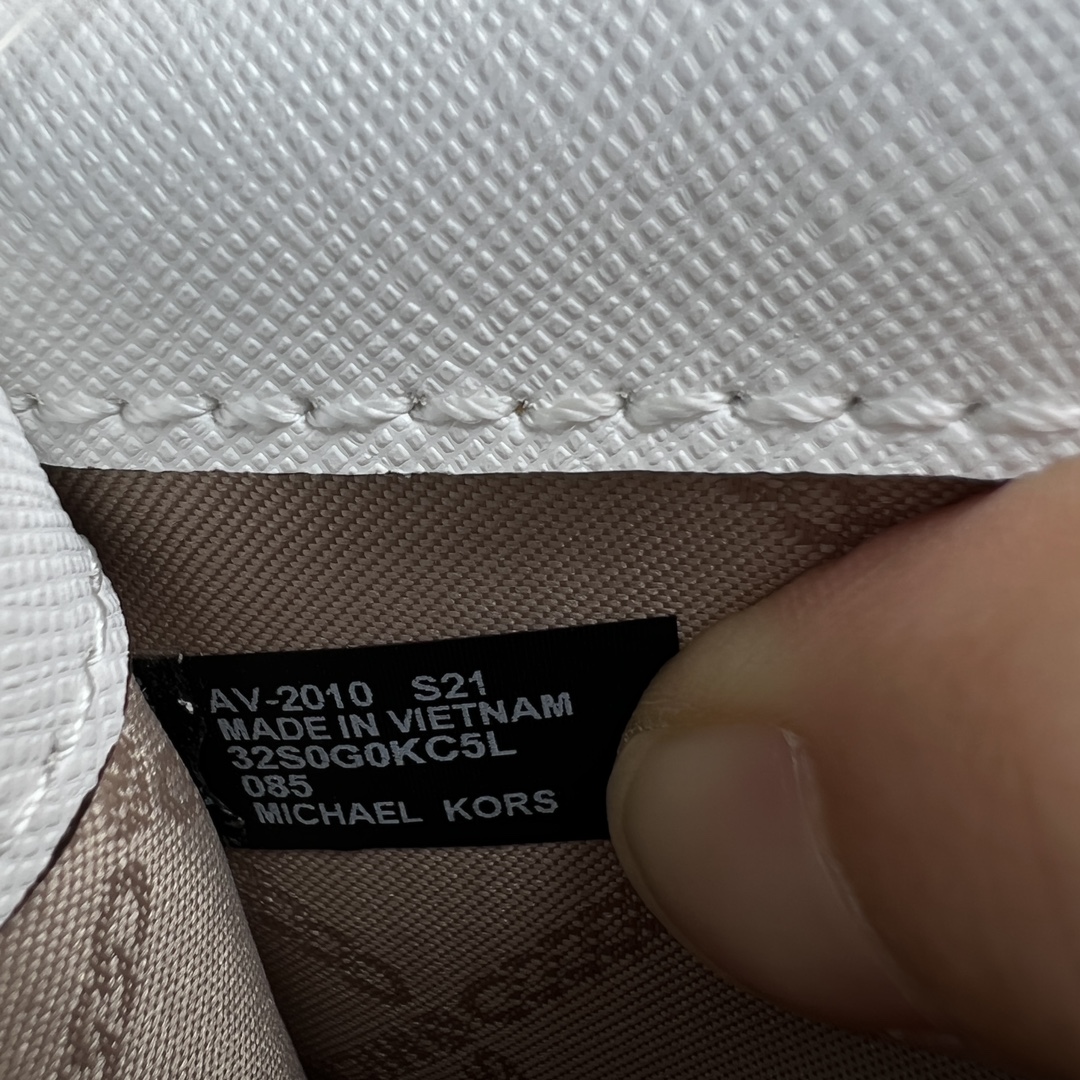 AV-2010 S21
MADE IN VIETNAM
32S0G0KC5L
085
MICHAEL KORS